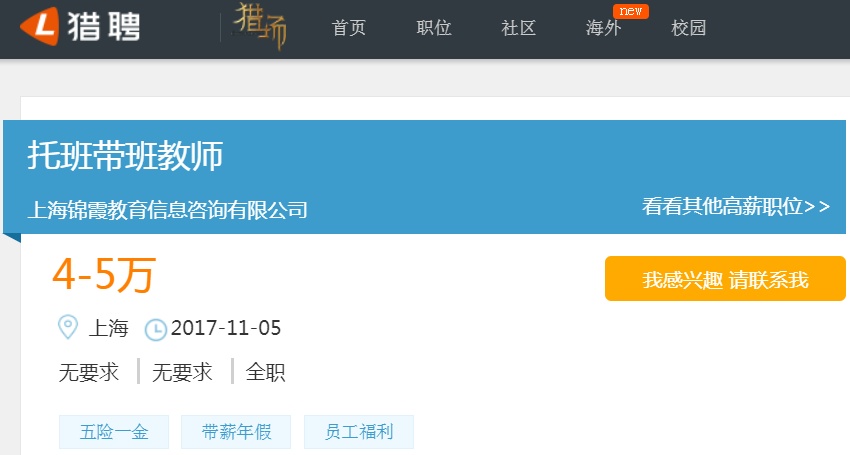 猎聘 猎场 首页 职位 社区 海外 new 校园
托班带班教师
上海锦霞教育信息咨询有限公司 看看其他高薪职位>>
4-5万
我感兴趣 请联系我
上海 2017-11-05
无要求 无要求 全职
五险一金 带薪年假 员工福利